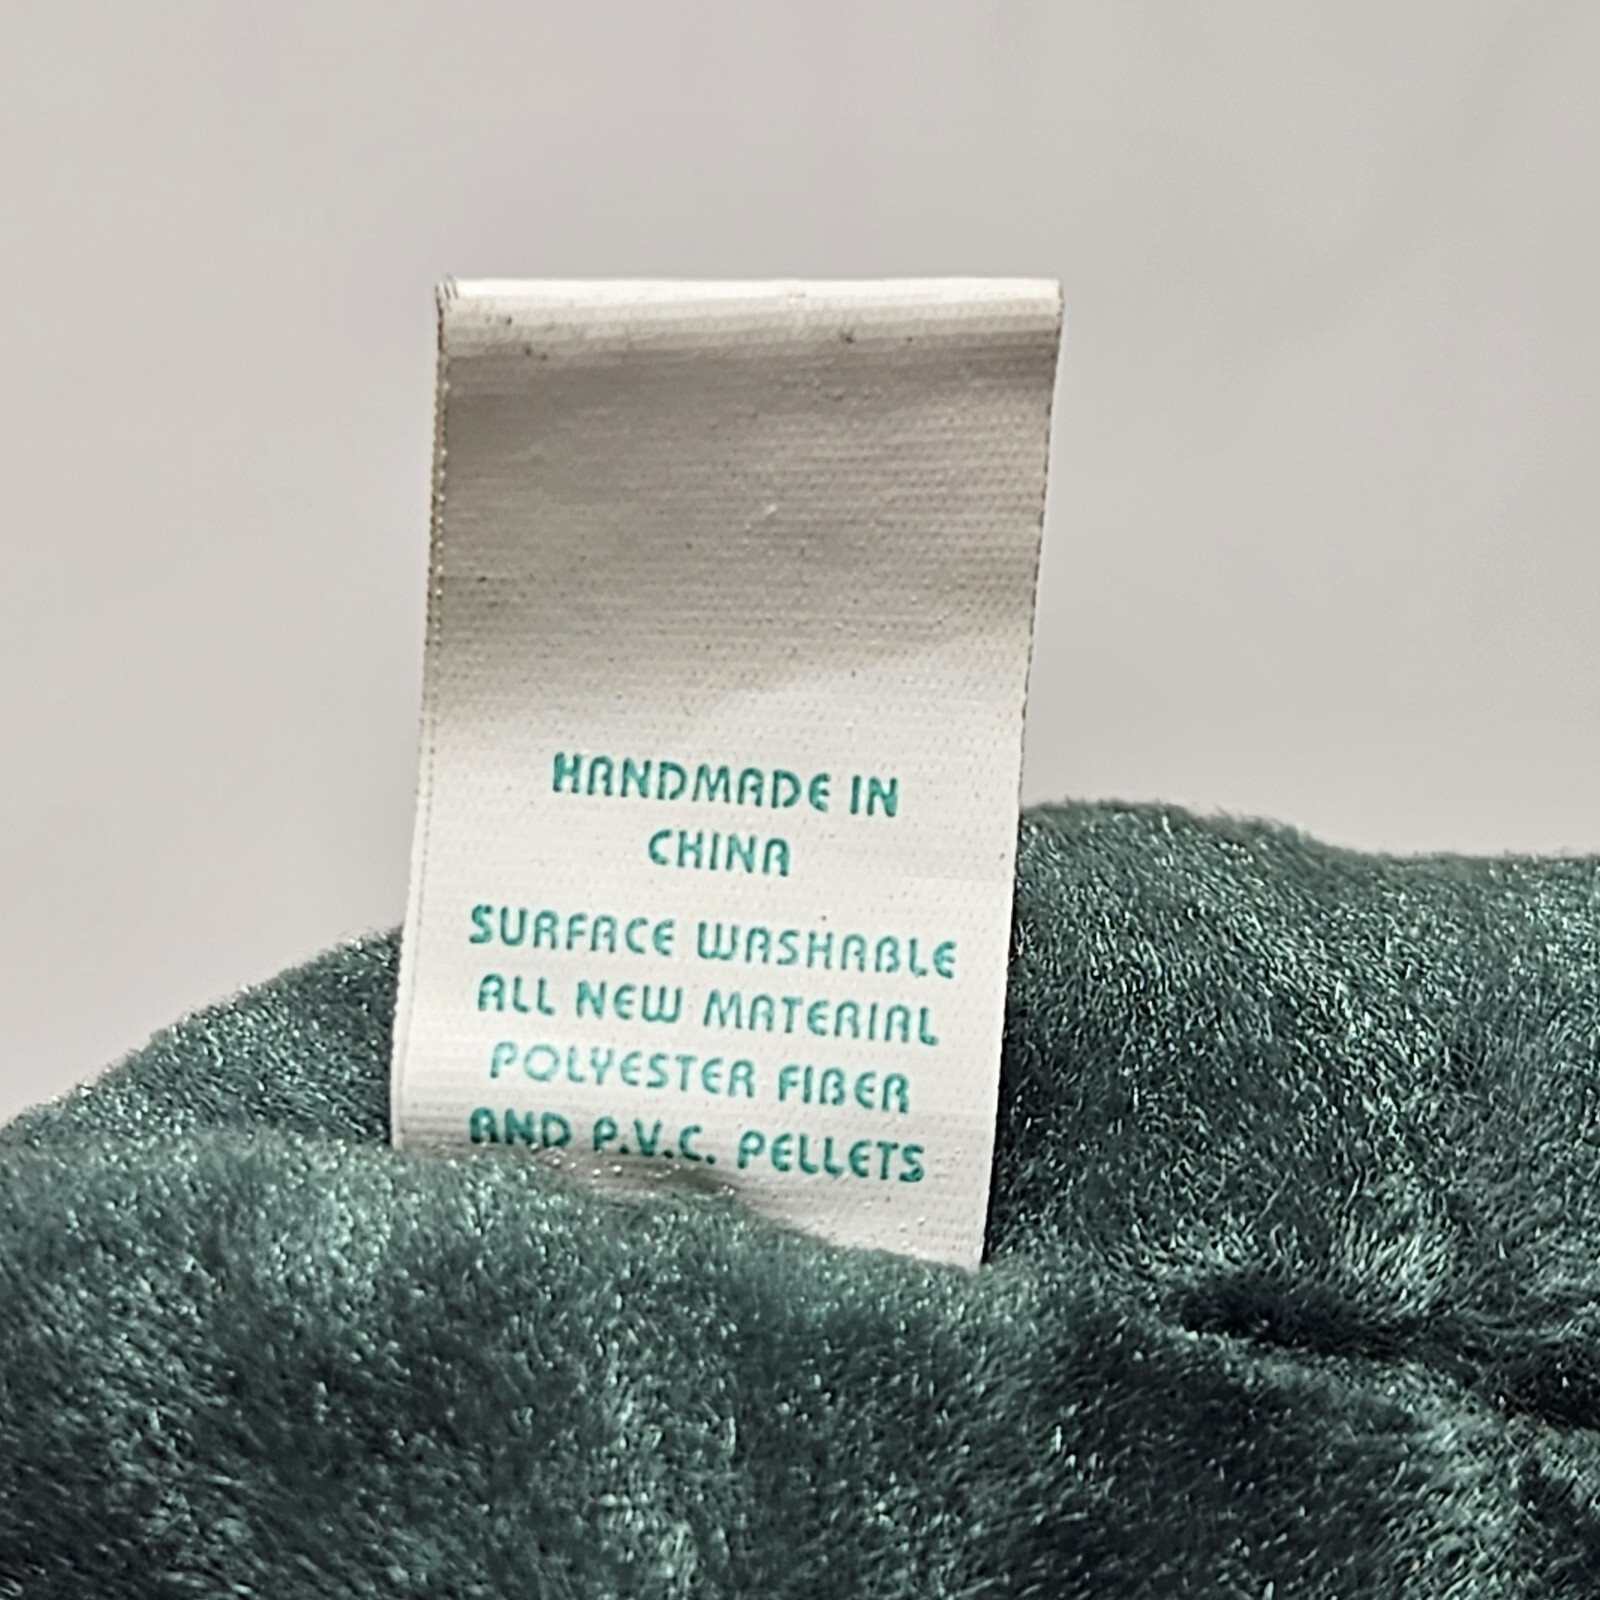 HANDMADE IN
CHINA
SURFACE WASHABLE
ALL NEW MATERIAL
POLYESTER FIBER
AND P.V.C. PELLETS